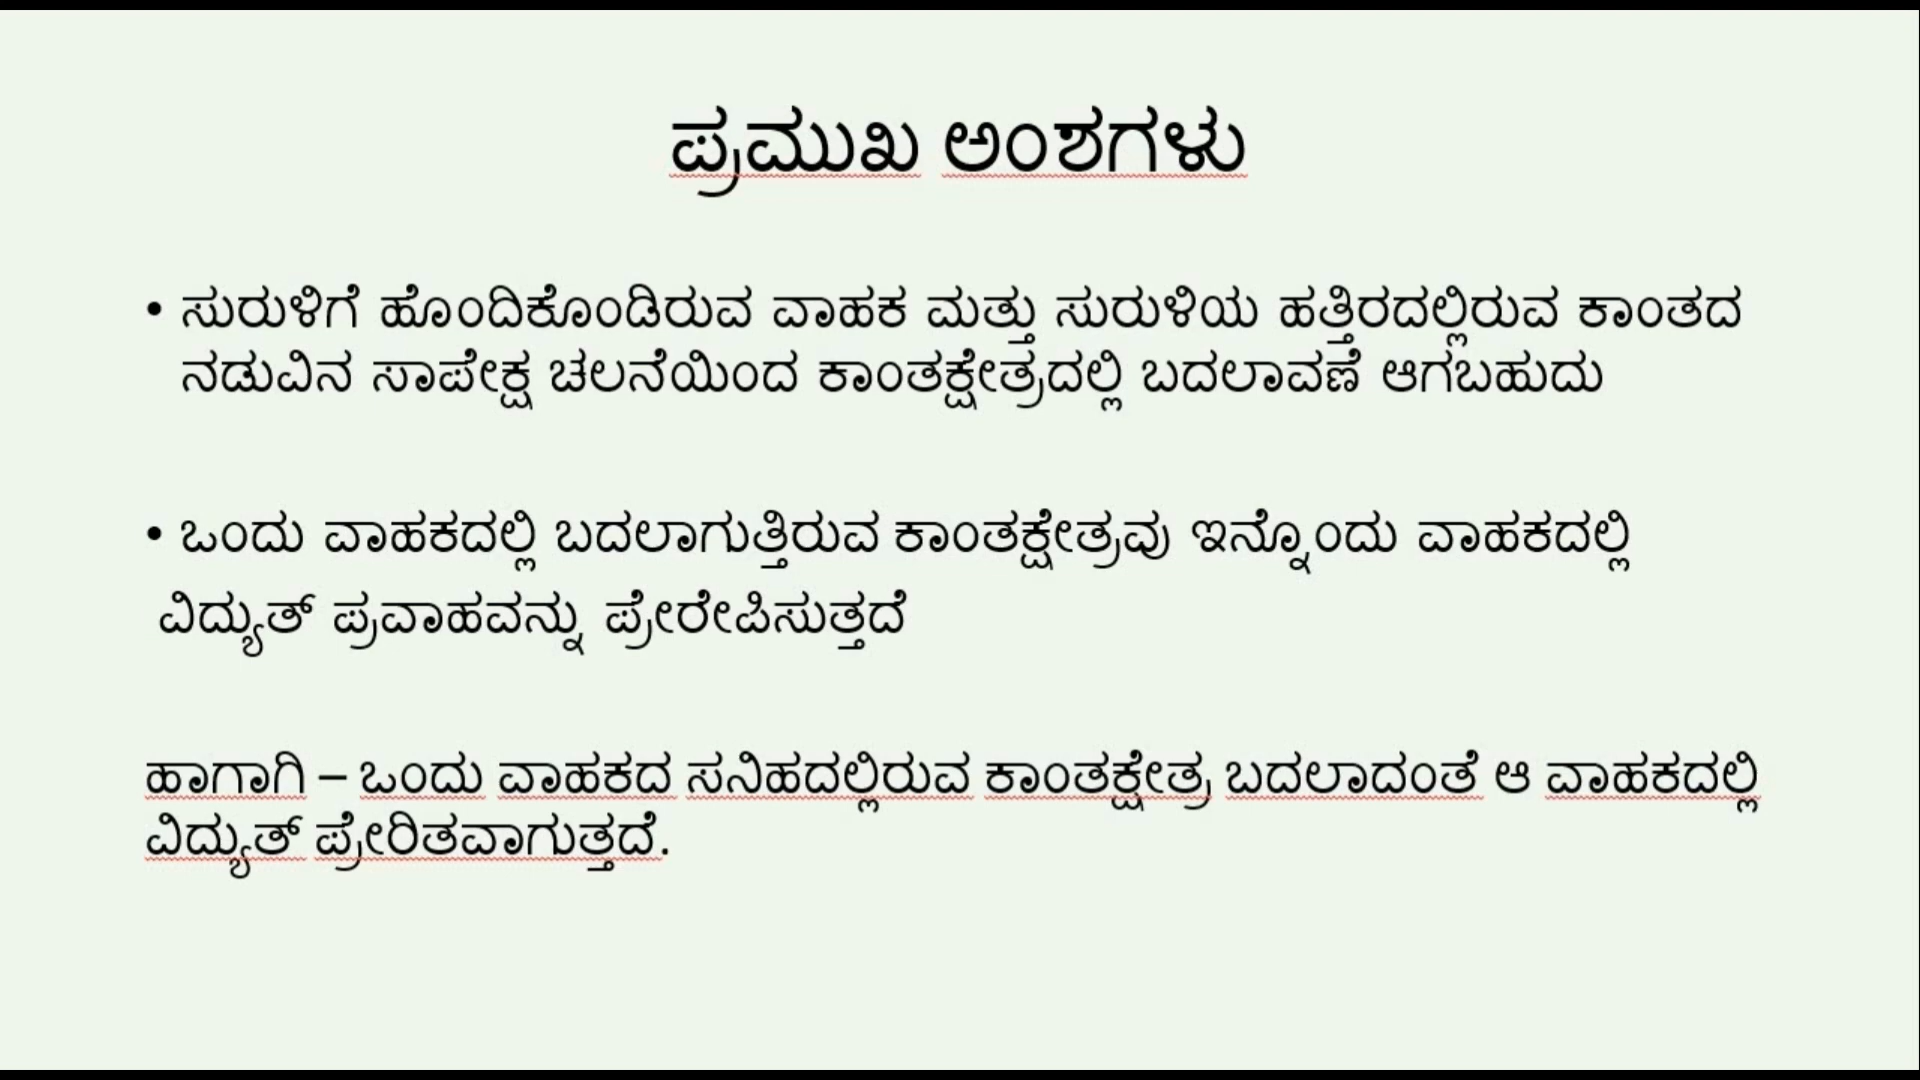 ಪ್ರಮುಖ ಅಂಶಗಳು
• ಸುರುಳಿಗೆ ಹೊಂದಿಕೊಂಡಿರುವ ವಾಹಕ ಮತ್ತು ಸುರುಳಿಯ ಹತ್ತಿರದಲ್ಲಿರುವ ಕಾಂತದ
ನಡುವಿನ ಸಾಪೇಕ್ಷ ಚಲನೆಯಿಂದ ಕಾಂತಕ್ಷೇತ್ರದಲ್ಲಿ ಬದಲಾವಣೆ ಆಗಬಹುದು
• ಒಂದು ವಾಹಕದಲ್ಲಿ ಬದಲಾಗುತ್ತಿರುವ ಕಾಂತಕ್ಷೇತ್ರವು ಇನ್ನೊಂದು ವಾಹಕದಲ್ಲಿ
ವಿದ್ಯುತ್ ಪ್ರವಾಹವನ್ನು ಪ್ರೇರೇಪಿಸುತ್ತದೆ
ಹಾಗಾಗಿ – ಒಂದು ವಾಹಕದ ಸನಿಹದಲ್ಲಿರುವ ಕಾಂತಕ್ಷೇತ್ರ ಬದಲಾದಂತೆ ಆ ವಾಹಕದಲ್ಲಿ
ವಿದ್ಯುತ್ ಪ್ರೇರಿತವಾಗುತ್ತದೆ.